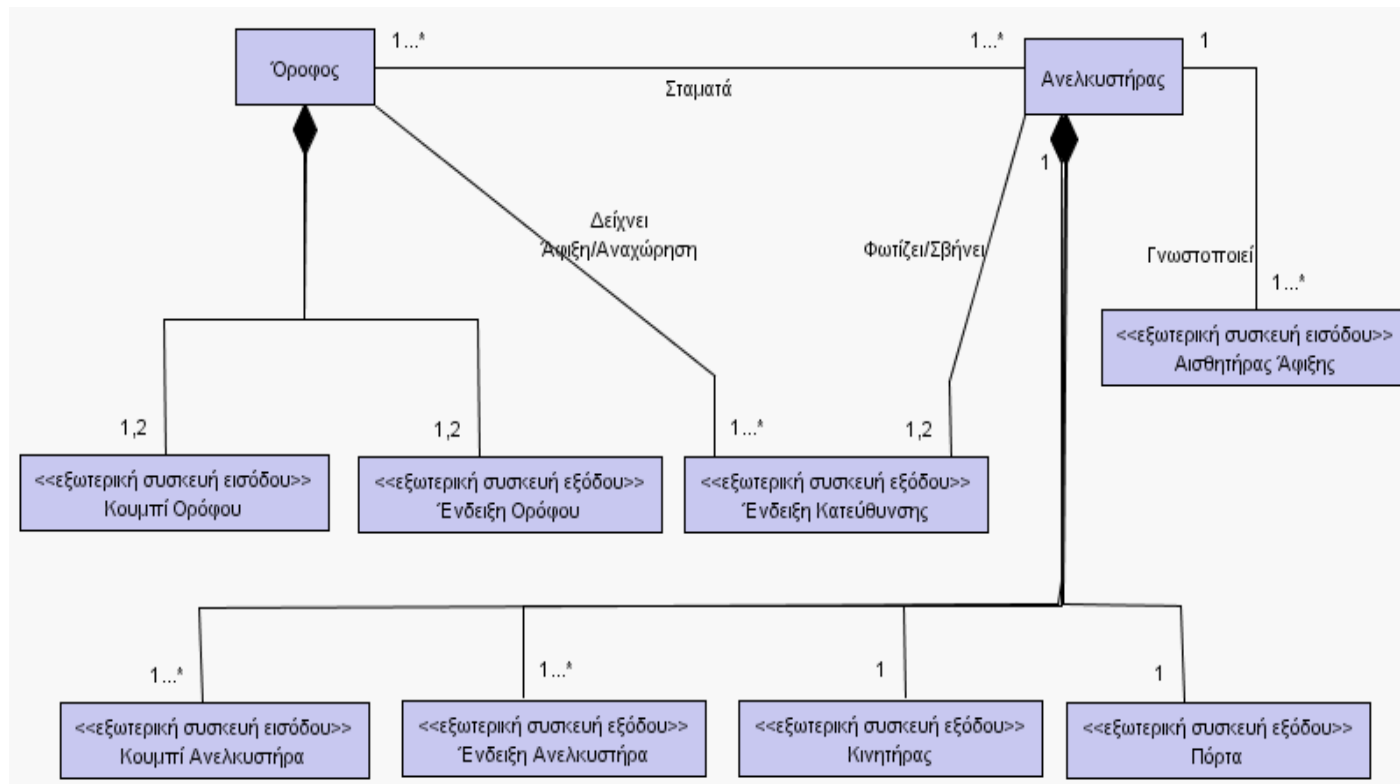 1...*
1...*
1
Όροφος
Ανελκυστήρας
Σταματά
1
Δείχνει
Άφιξη/Αναχώρηση
Φωτίζει/Σβήνει
Γνωστοποιεί
1...*
<<εξωτερική συσκευή εισόδου>>
Αισθητήρας Άφιξης
1,2
1,2
1...*
1,2
<<εξωτερική συσκευή εισόδου>>
Κουμπί Ορόφου
<<εξωτερική συσκευή εξόδου>>
Ένδειξη Ορόφου
<<εξωτερική συσκευή εξόδου>>
Ένδειξη Κατεύθυνσης
1...*
1...*
1
1
<<εξωτερική συσκευή εισόδου>>
Κουμπί Ανελκυστήρα
<<εξωτερική συσκευή εξόδου>>
Ένδειξη Ανελκυστήρα
<<εξωτερική συσκευή εξόδου>>
Κινητήρας
<<εξωτερική συσκευή εξόδου>>
Πόρτα